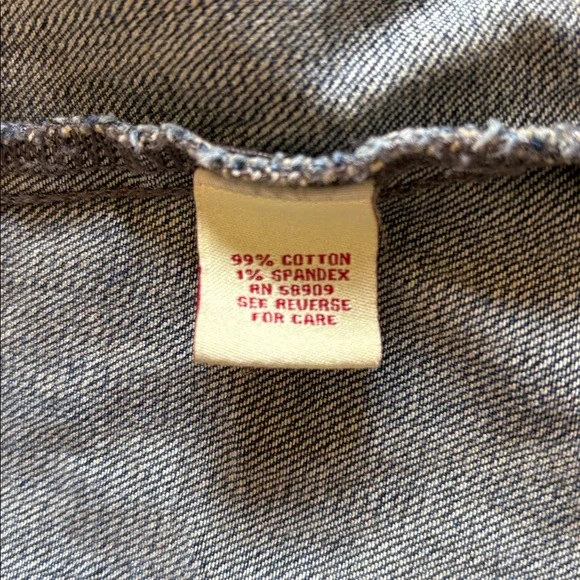 99% COTTON
1% SPANDEX
RN 58909
SEE REVERSE
FOR CARE